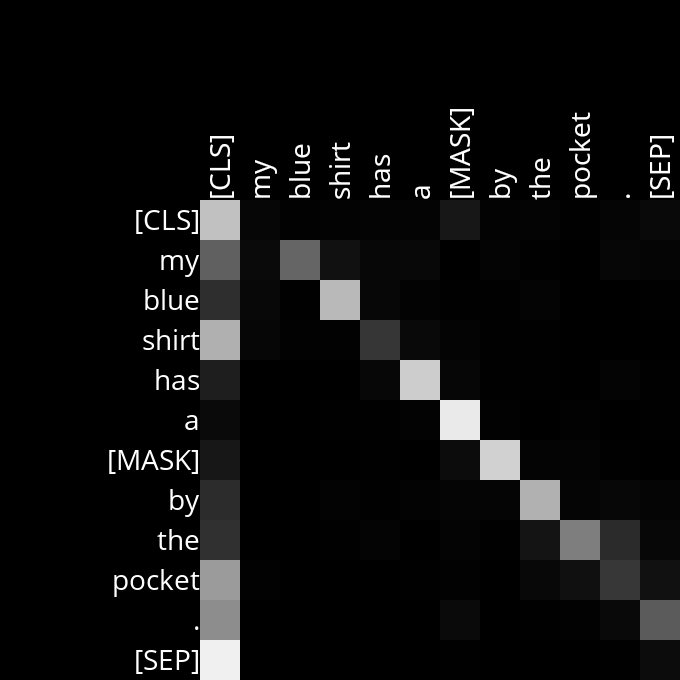 [CLS] my blue shirt has a [MASK] by the pocket . [SEP]
[CLS]
my
blue
shirt
has
a
[MASK]
by
the
pocket
.
[SEP]